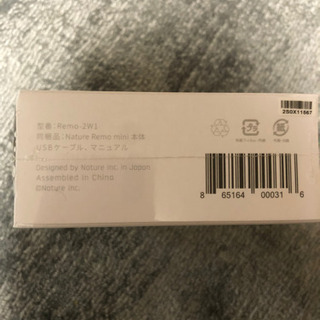 型番：Remo-2W1
同梱品：Nature Remo mini 本体
USBケーブル、マニュアル
Designed by Nature Inc. in Japan
Assembled in China
©Nature Inc.
8 65164 00031 6